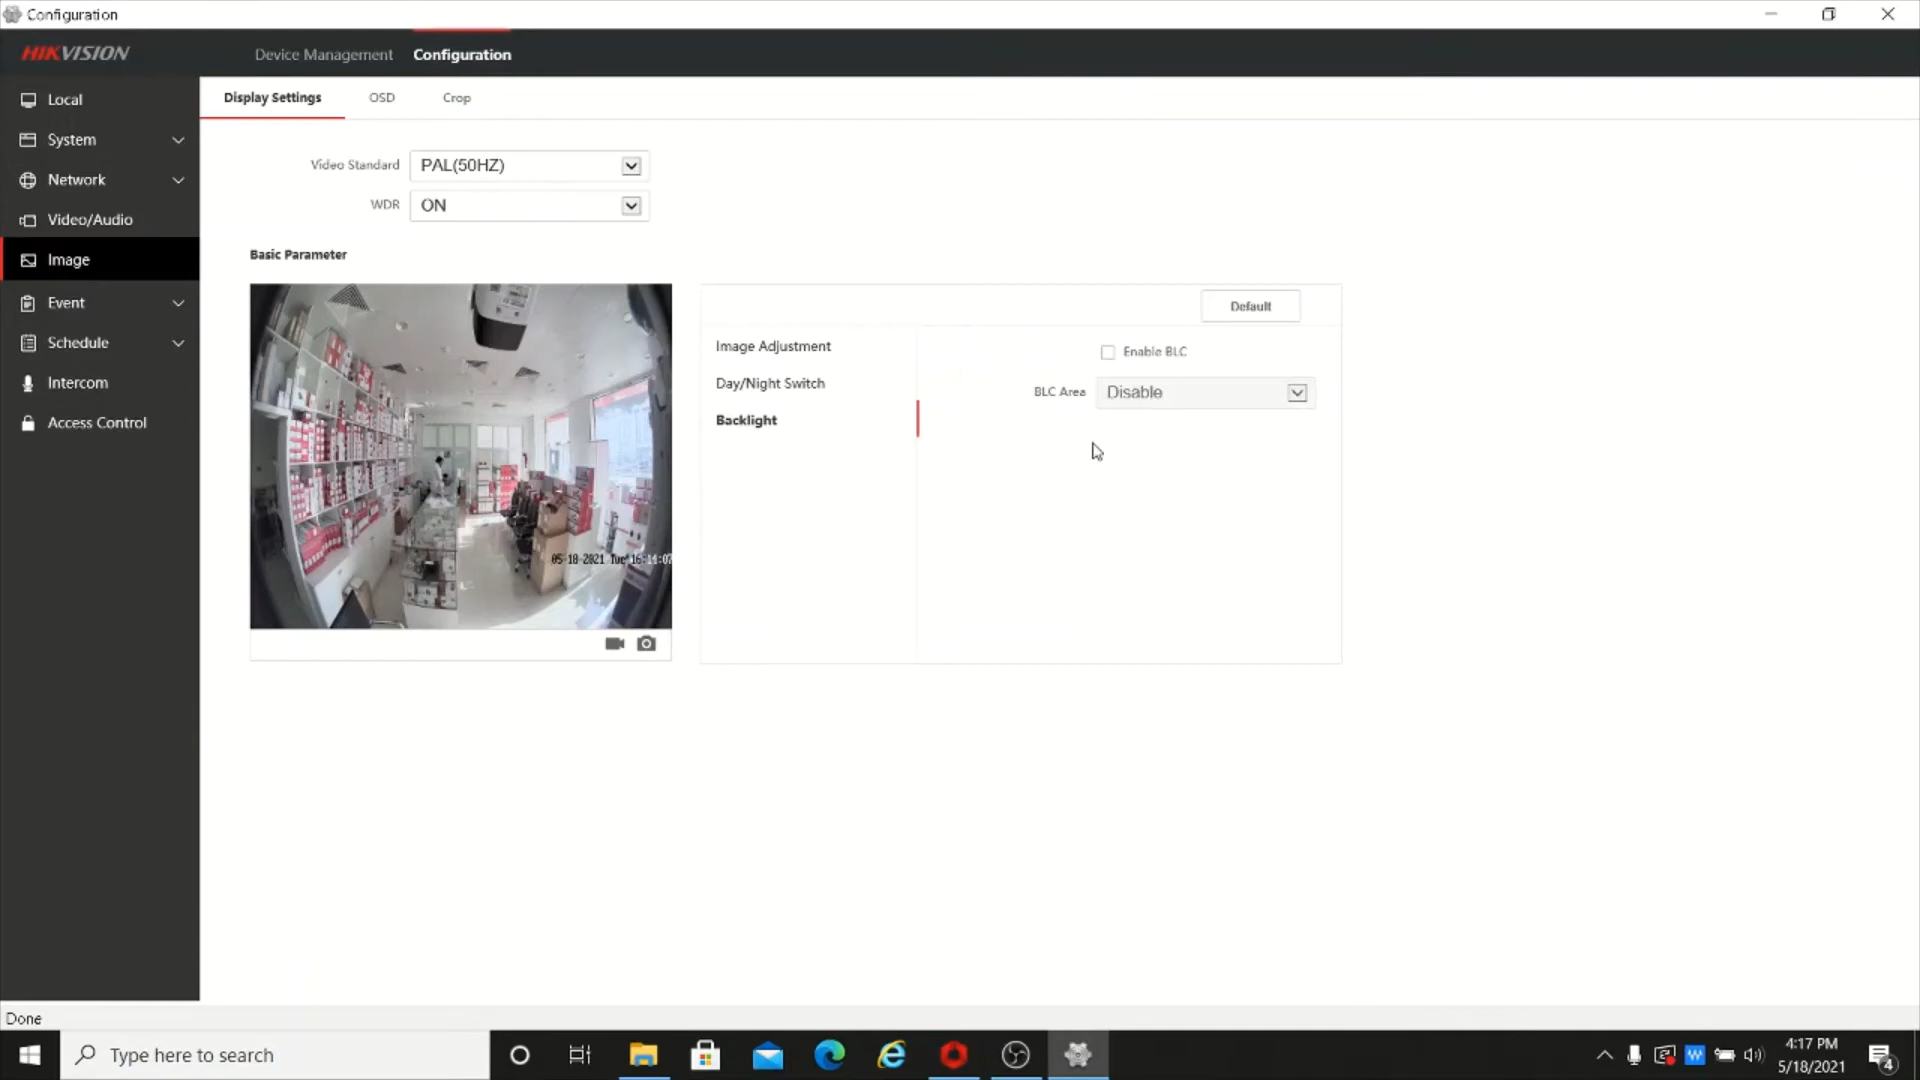 Configuration
HIKVISION
Device Management
Configuration
Local
System
Network
Video/Audio
Image
Event
Schedule
Intercom
Access Control
Display Settings
OSD
Crop
Video Standard
PAL(50HZ)
WDR
ON
Basic Parameter
05-18-2021 Tue 16:14:07
Default
Image Adjustment
Day/Night Switch
Backlight
Enable BLC
BLC Area
Disable
Done
Type here to search
W
4:17 PM
5/18/2021
4